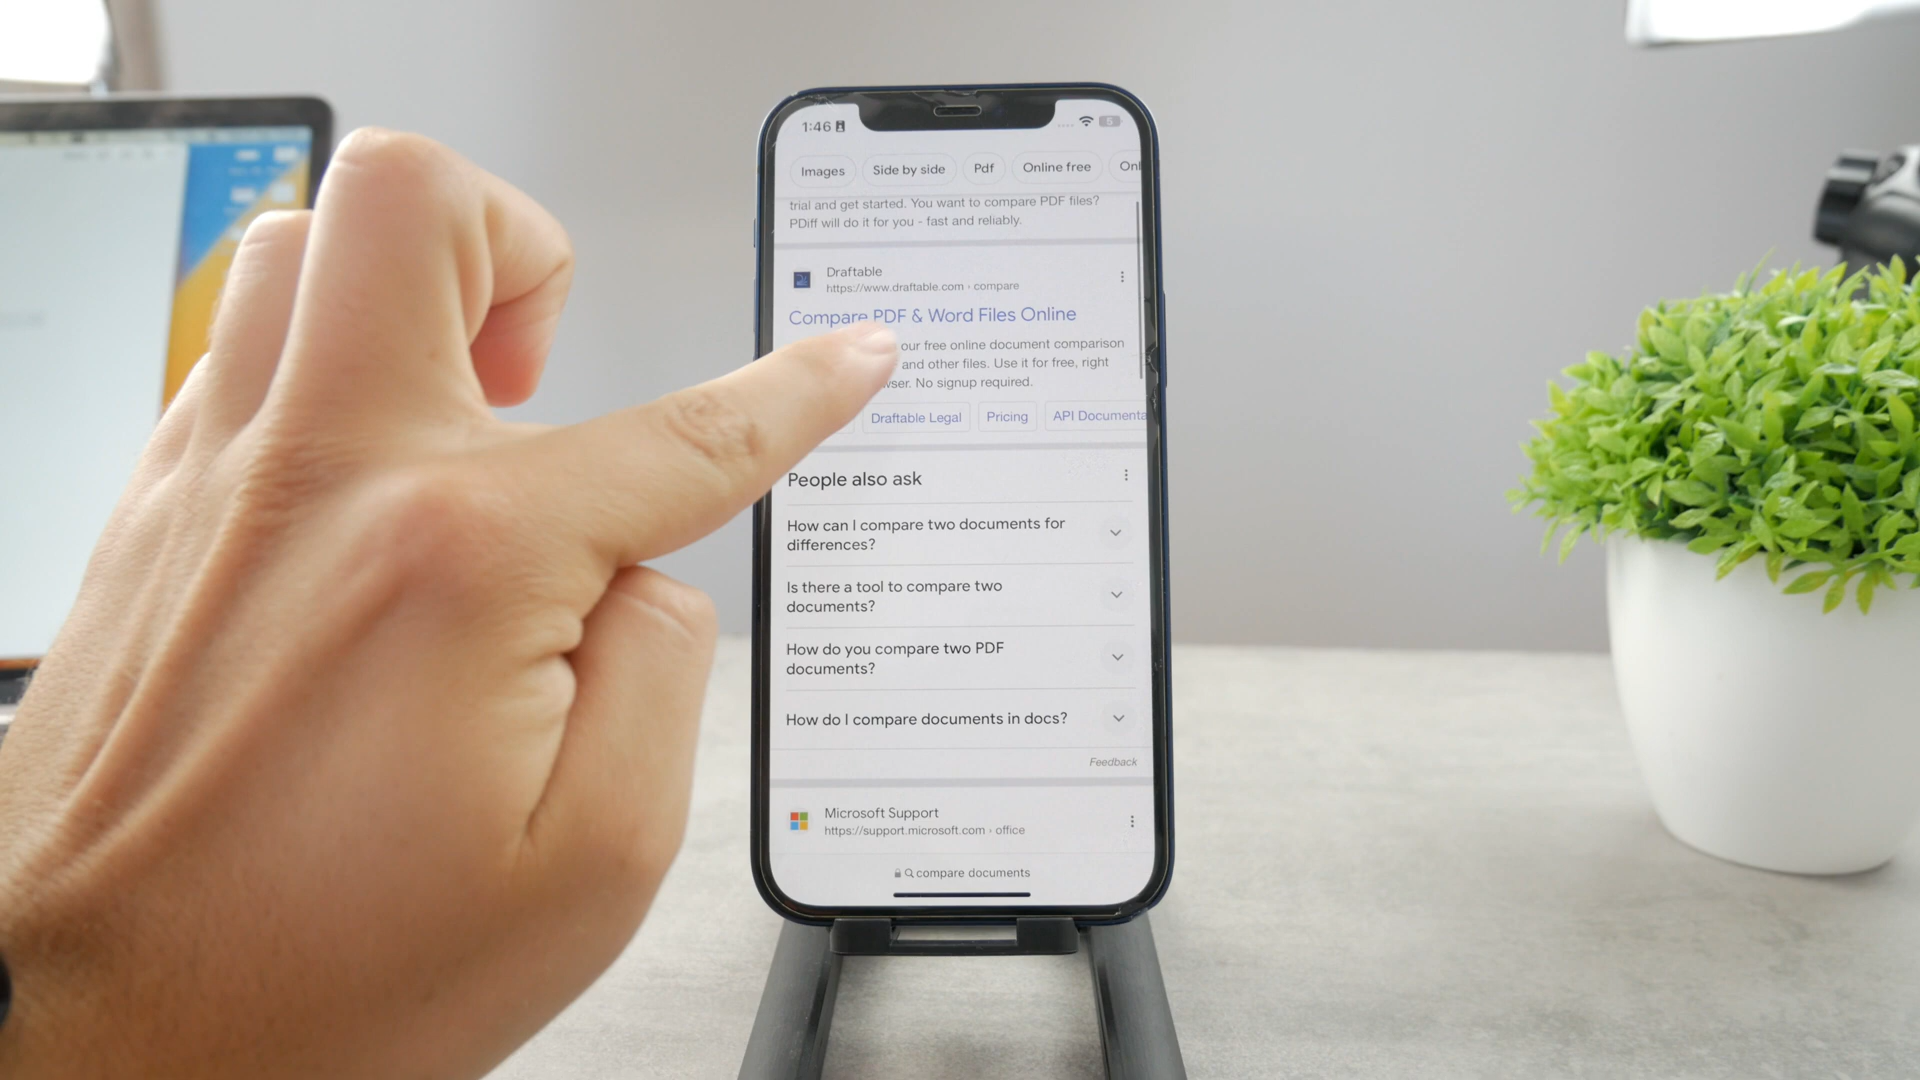 1:46
5
Images Side by side Pdf Online free Onl
trial and get started. You want to compare PDF files?
PDiff will do it for you - fast and reliably.
Draftable
https://www.draftable.com › compare
Compare PDF & Word Files Online
our free online document comparison
and other files. Use it for free, right
wser. No signup required.
Draftable Legal Pricing API Documenta
People also ask
How can I compare two documents for
differences?
Is there a tool to compare two
documents?
How do you compare two PDF
documents?
How do I compare documents in docs?
Feedback
Microsoft Support
https://support.microsoft.com › office
compare documents